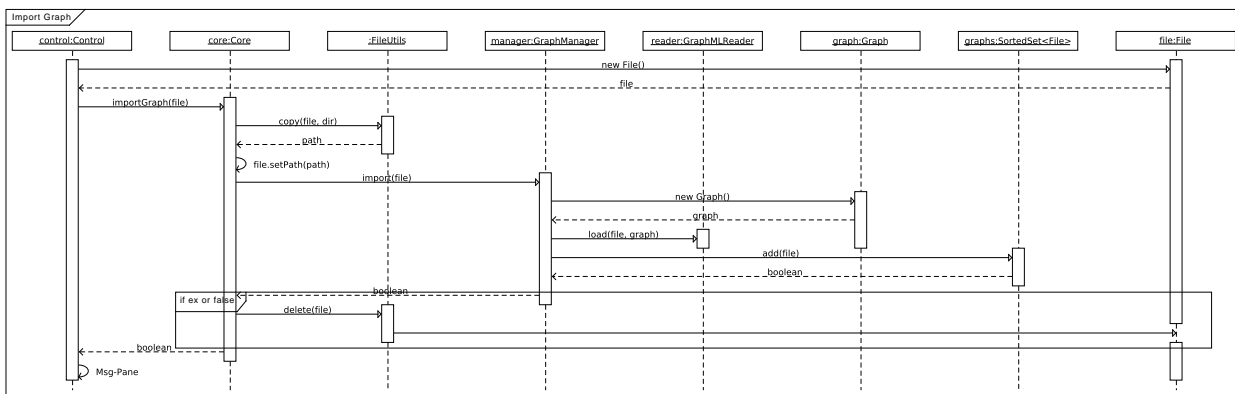 Import Graph
control:Control
core:Core
:FileUtils
manager:GraphManager
reader:GraphMLReader
graph:Graph
graphs:SortedSet<File>
file:File
new File()
file
importGraph(file)
copy(file, dir)
path
file.setPath(path)
import(file)
new Graph()
graph
load(file, graph)
add(file)
boolean
boolean
if ex or false
delete(file)
boolean
Msg-Pane